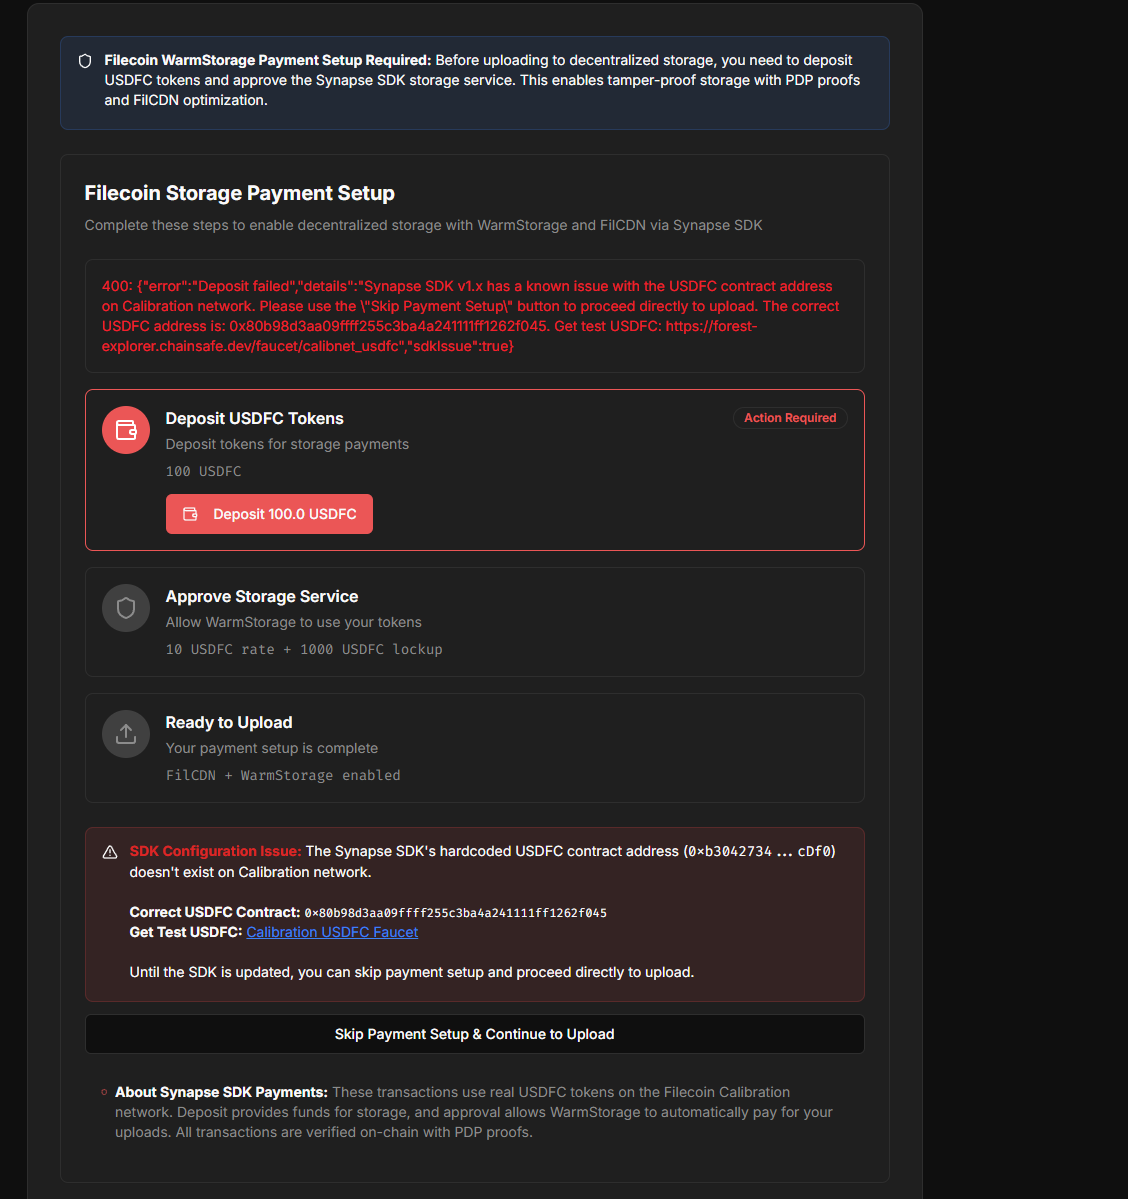 Filecoin WarmStorage Payment Setup Required: Before uploading to decentralized storage, you need to deposit
USDFC tokens and approve the Synapse SDK storage service. This enables tamper-proof storage with PDP proofs
and FilCDN optimization.
Filecoin Storage Payment Setup
Complete these steps to enable decentralized storage with WarmStorage and FilCDN via Synapse SDK
400: {"error":"Deposit failed","details":"Synapse SDK v1.x has a known issue with the USDFC contract address
on Calibration network. Please use the \"Skip Payment Setup\" button to proceed directly to upload. The correct
USDFC address is: 0x80b98d3aa09ffff255c3ba4a241111ff1262f045. Get test USDFC: https://forest-
explorer.chainsafe.dev/faucet/calibnet_usdfc","sdkIssue":true}
Deposit USDFC Tokens
Action Required
Deposit tokens for storage payments
100 USDFC
Deposit 100.0 USDFC
Approve Storage Service
Allow WarmStorage to use your tokens
10 USDFC rate + 1000 USDFC lockup
Ready to Upload
Your payment setup is complete
FilCDN + WarmStorage enabled
SDK Configuration Issue: The Synapse SDK's hardcoded USDFC contract address (0xb3042734...cDf0)
doesn't exist on Calibration network.
Correct USDFC Contract: 0x80b98d3aa09ffff255c3ba4a241111ff1262f045
Get Test USDFC: Calibration USDFC Faucet
Until the SDK is updated, you can skip payment setup and proceed directly to upload.
Skip Payment Setup & Continue to Upload
About Synapse SDK Payments: These transactions use real USDFC tokens on the Filecoin Calibration
network. Deposit provides funds for storage, and approval allows WarmStorage to automatically pay for your
uploads. All transactions are verified on-chain with PDP proofs.